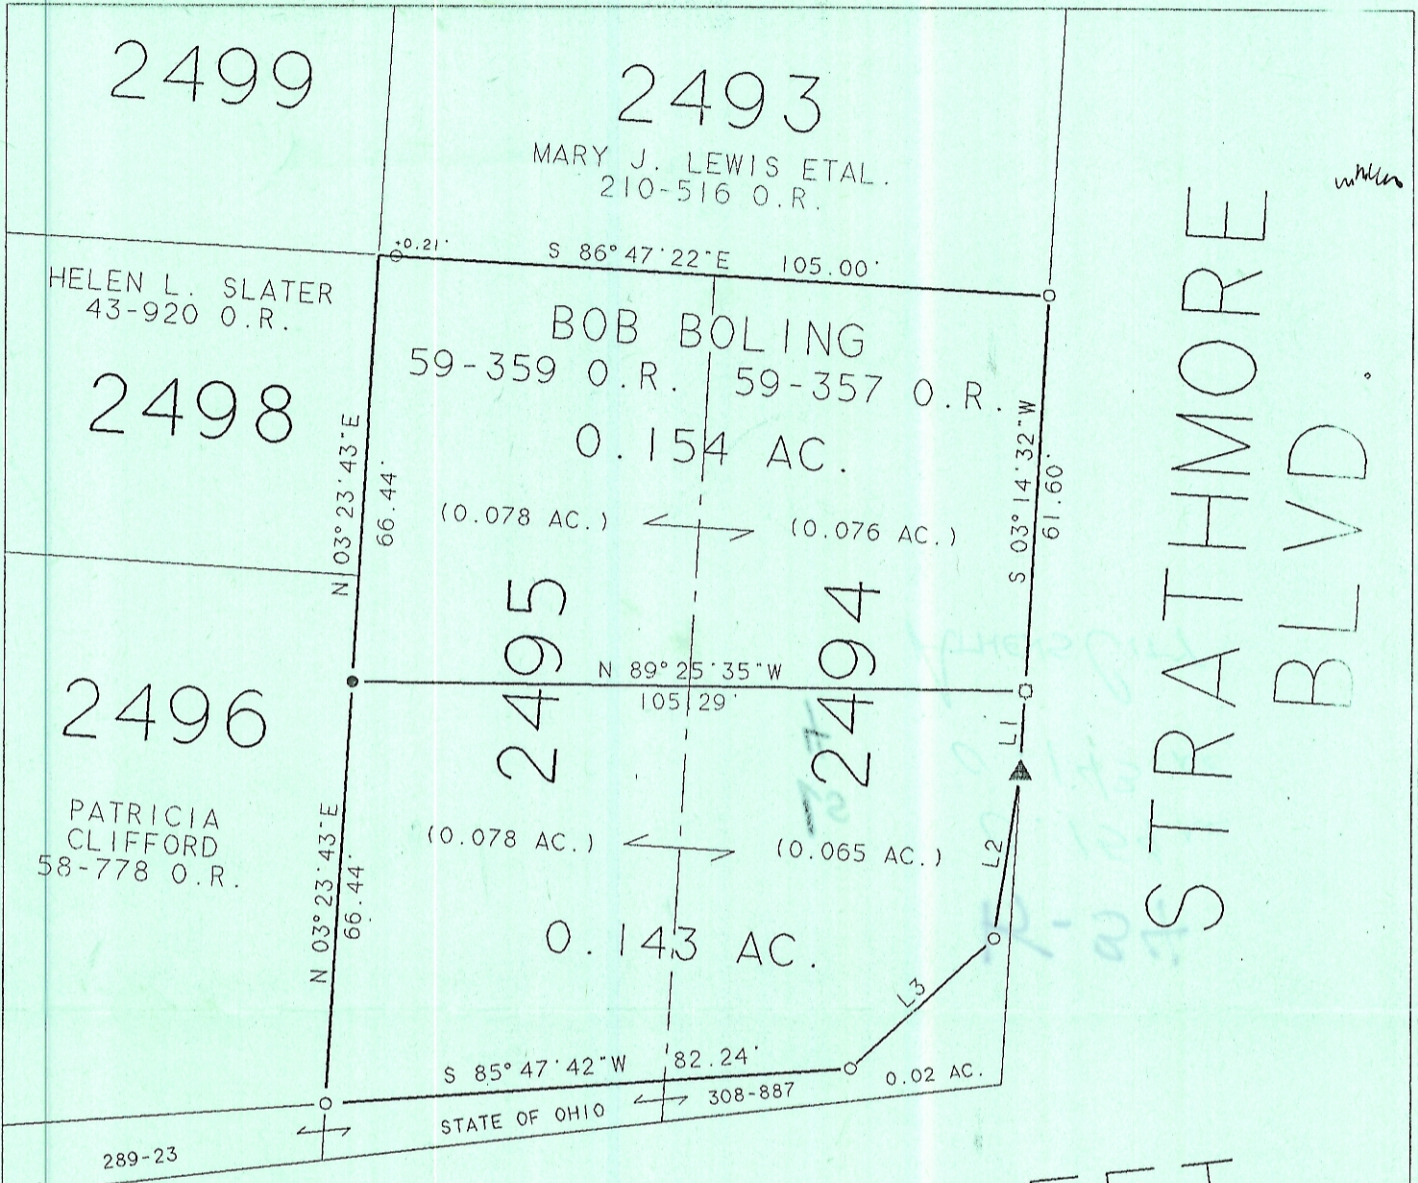 2499
2493
MARY J. LEWIS ETAL.
210-516 O.R.
+0.21'
S 86°47'22"E 105.00'
HELEN L. SLATER
43-920 O.R.
2498
BOB BOLING
59-359 O.R. 59-357 O.R.
0.154 AC.
(0.078 AC.) (0.076 AC.)
N 03°23'43"E
66.44'
S 03°14'32"W
61.60'
2495
2494
N 89°25'35"W
105.29'
L1
2496
PATRICIA
CLIFFORD
58-778 O.R.
N 03°23'43"E
66.44'
(0.078 AC.) (0.065 AC.)
L2
0.143 AC.
L3
S 85°47'42"W 82.24'
0.02 AC.
STATE OF OHIO 308-887
289-23
STRATHMORE
BLVD.